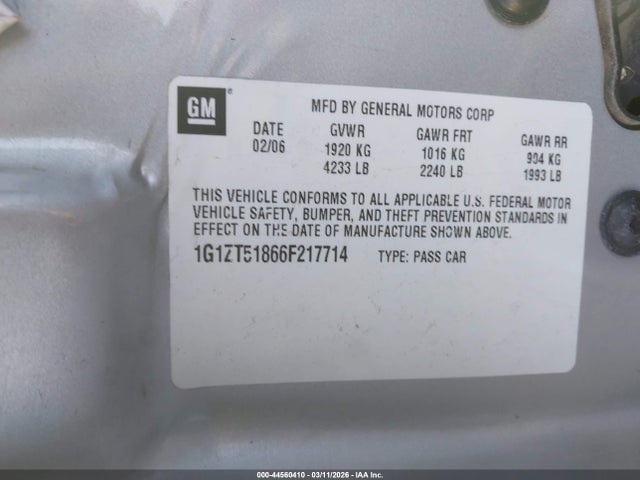 GM ®
MFD BY GENERAL MOTORS CORP
DATE GVWR GAWR FRT GAWR RR
02/06 1920 KG 1016 KG 904 KG
4233 LB 2240 LB 1993 LB
THIS VEHICLE CONFORMS TO ALL APPLICABLE U.S. FEDERAL MOTOR
VEHICLE SAFETY, BUMPER, AND THEFT PREVENTION STANDARDS IN
EFFECT ON THE DATE OF MANUFACTURE SHOWN ABOVE.
1G1ZT51866F217714 TYPE: PASS CAR
000-44560410 - 03/11/2026 - IAA Inc.